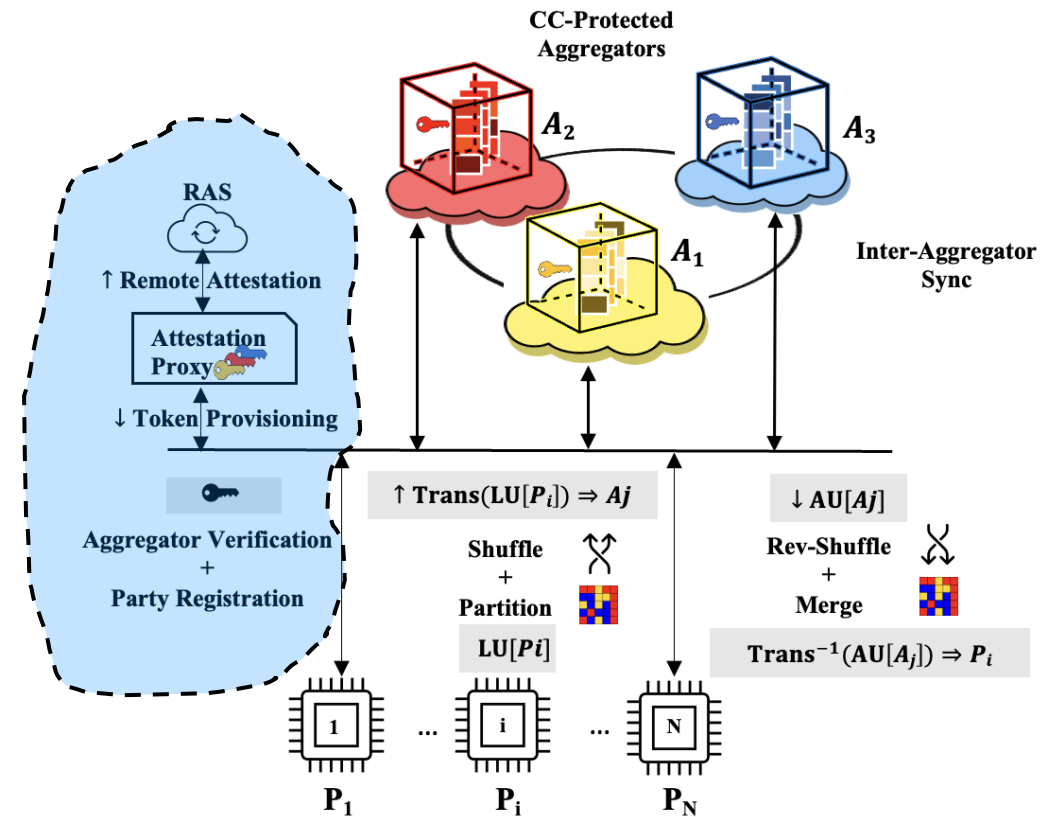 CC-Protected
Aggregators
A₂
A₃
A₁
Inter-Aggregator
Sync
RAS
↑ Remote Attestation
Attestation
Proxy
↓ Token Provisioning
Aggregator Verification
+
Party Registration
↑ Trans(LU[Pᵢ]) ⇒ Aj
Shuffle
+
Partition
LU[Pi]
↓ AU[Aj]
Rev-Shuffle
+
Merge
Trans⁻¹(AU[Aⱼ]) ⇒ Pᵢ
1
...
i
...
N
P₁
Pᵢ
P_N